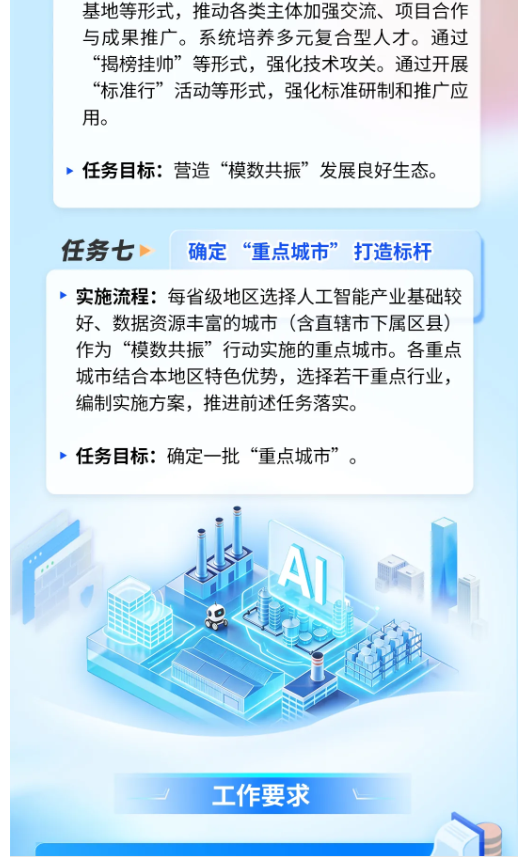 基地等形式，推动各类主体加强交流、项目合作
与成果推广。系统培养多元复合型人才。通过
“揭榜挂帅”等形式，强化技术攻关。通过开展
“标准行”活动等形式，强化标准研制和推广应
用。
任务目标：营造“模数共振”发展良好生态。
任务七
确定 “重点城市” 打造标杆
实施流程：每省级地区选择人工智能产业基础较
好、数据资源丰富的城市（含直辖市下属区县）
作为“模数共振”行动实施的重点城市。各重点
城市结合本地区特色优势，选择若干重点行业，
编制实施方案，推进前述任务落实。
任务目标：确定一批“重点城市”。
AI
工作要求